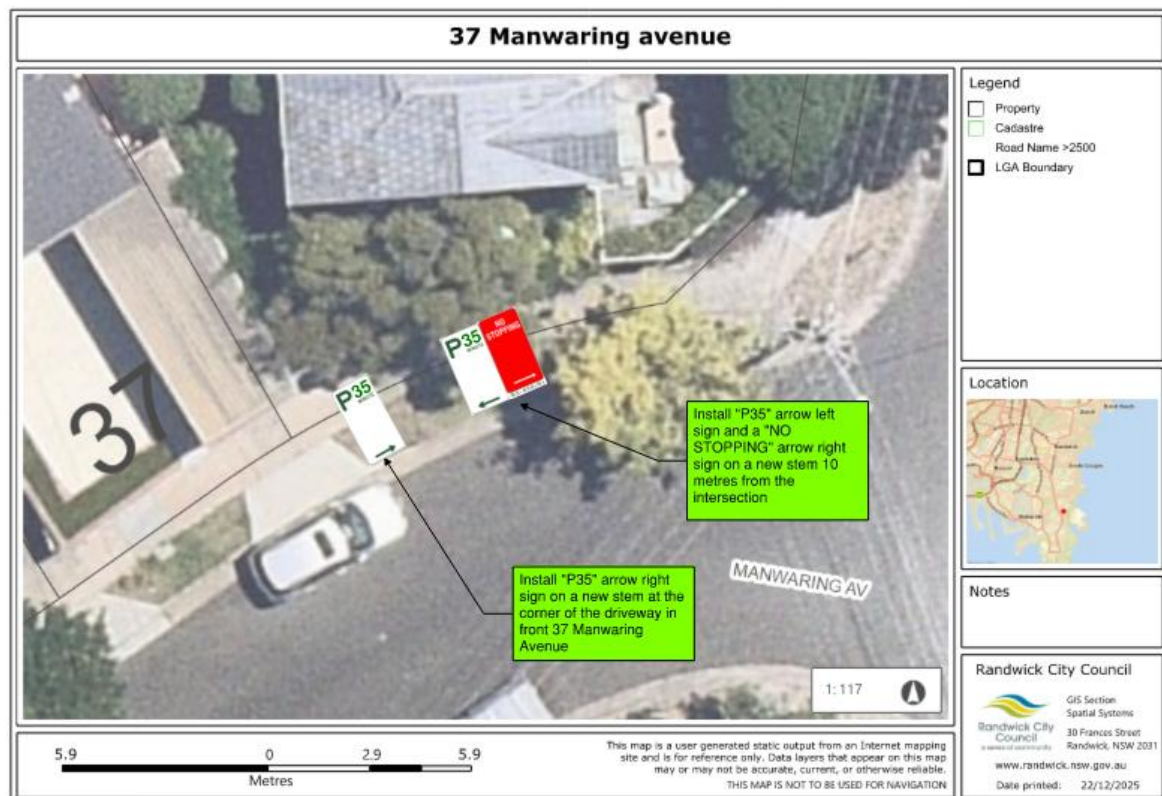 37 Manwaring avenue
37
P35
MINUTE
P35
MINUTE
NO
STOPPING
Install "P35" arrow left
sign and a "NO
STOPPING" arrow right
sign on a new stem 10
metres from the
intersection
Install "P35" arrow right
sign on a new stem at the
corner of the driveway in
front 37 Manwaring
Avenue
MANWARING AV
1: 117
Legend
Property
Cadastre
Road Name >2500
LGA Boundary
Location
Notes
Randwick City Council
Randwick City
Council
a sense of community
GIS Section
Spatial Systems
30 Frances Street
Randwick, NSW 2031
www.randwick.nsw.gov.au
Date printed: 22/12/2025
5.9 0 2.9 5.9
Metres
This map is a user generated static output from an Internet mapping
site and is for reference only. Data layers that appear on this map
may or may not be accurate, current, or otherwise reliable.
THIS MAP IS NOT TO BE USED FOR NAVIGATION